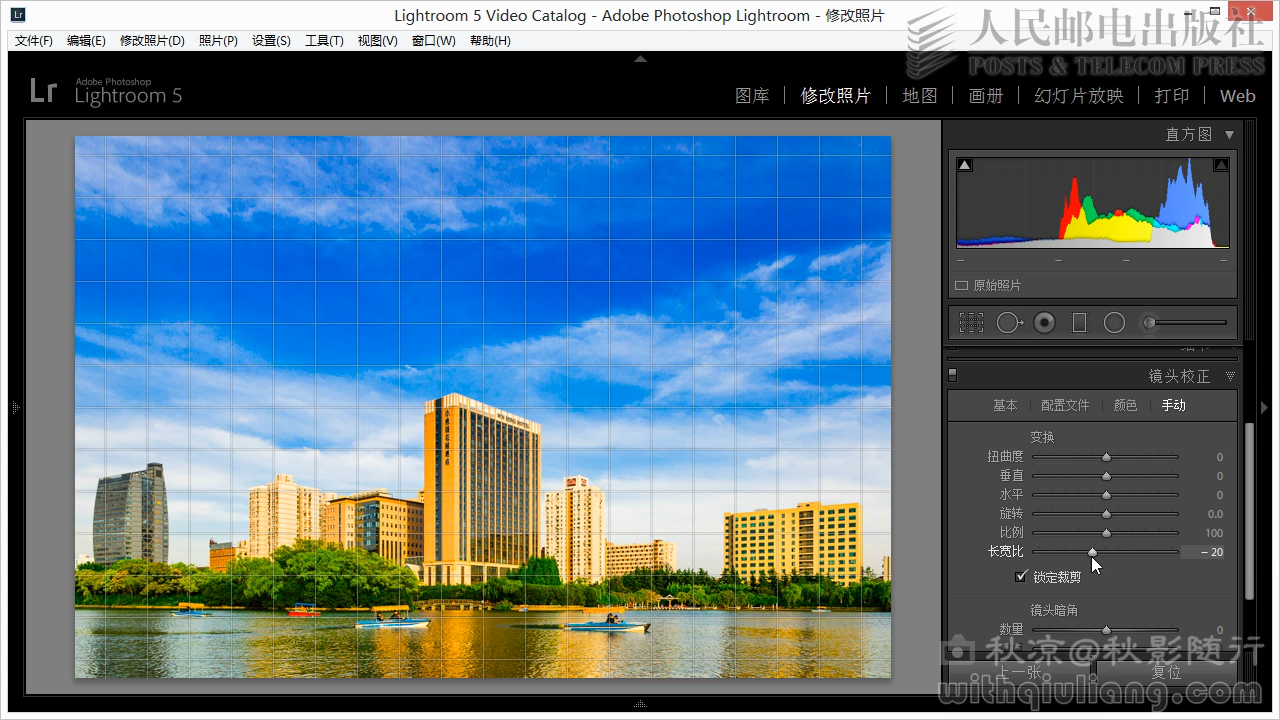 Lightroom 5 Video Catalog - Adobe Photoshop Lightroom - 修改照片
文件(F) 编辑(E) 修改照片(D) 照片(P) 设置(S) 工具(T) 视图(V) 窗口(W) 帮助(H)
人民邮电出版社
POSTS & TELECOM PRESS
Lr Adobe Photoshop
Lightroom 5
图库 修改照片 地图 画册 幻灯片放映 打印 Web
直方图
原始照片
镜头校正
基本 配置文件 颜色 手动
变换
扭曲度 0
垂直 0
水平 0
旋转 0.0
比例 100
长宽比 – 20
锁定裁剪
镜头暗角
数量 0
秋京@秋影随行
上一张 复位
withqiuliang.com